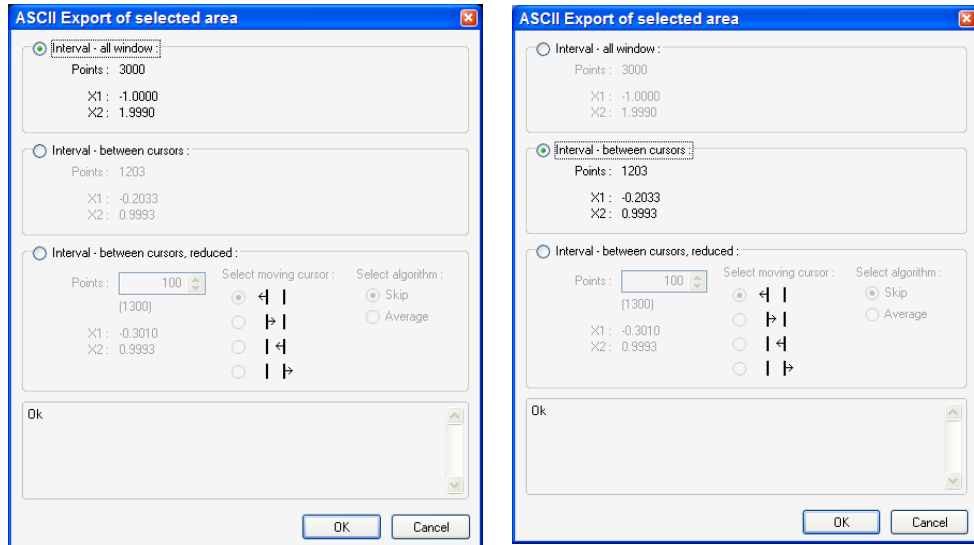 ASCII Export of selected area
Interval - all window :
Points : 3000
X1 : -1.0000
X2 : 1.9990
Interval - between cursors :
Points : 1203
X1 : -0.2033
X2 : 0.9993
Interval - between cursors, reduced :
Points : 100
(1300)
X1 : -0.3010
X2 : 0.9993
Select moving cursor :
Select algorithm :
Skip
Average
Ok
OK Cancel
ASCII Export of selected area
Interval - all window :
Points : 3000
X1 : -1.0000
X2 : 1.9990
Interval - between cursors :
Points : 1203
X1 : -0.2033
X2 : 0.9993
Interval - between cursors, reduced :
Points : 100
(1300)
X1 : -0.3010
X2 : 0.9993
Select moving cursor :
Select algorithm :
Skip
Average
Ok
OK Cancel